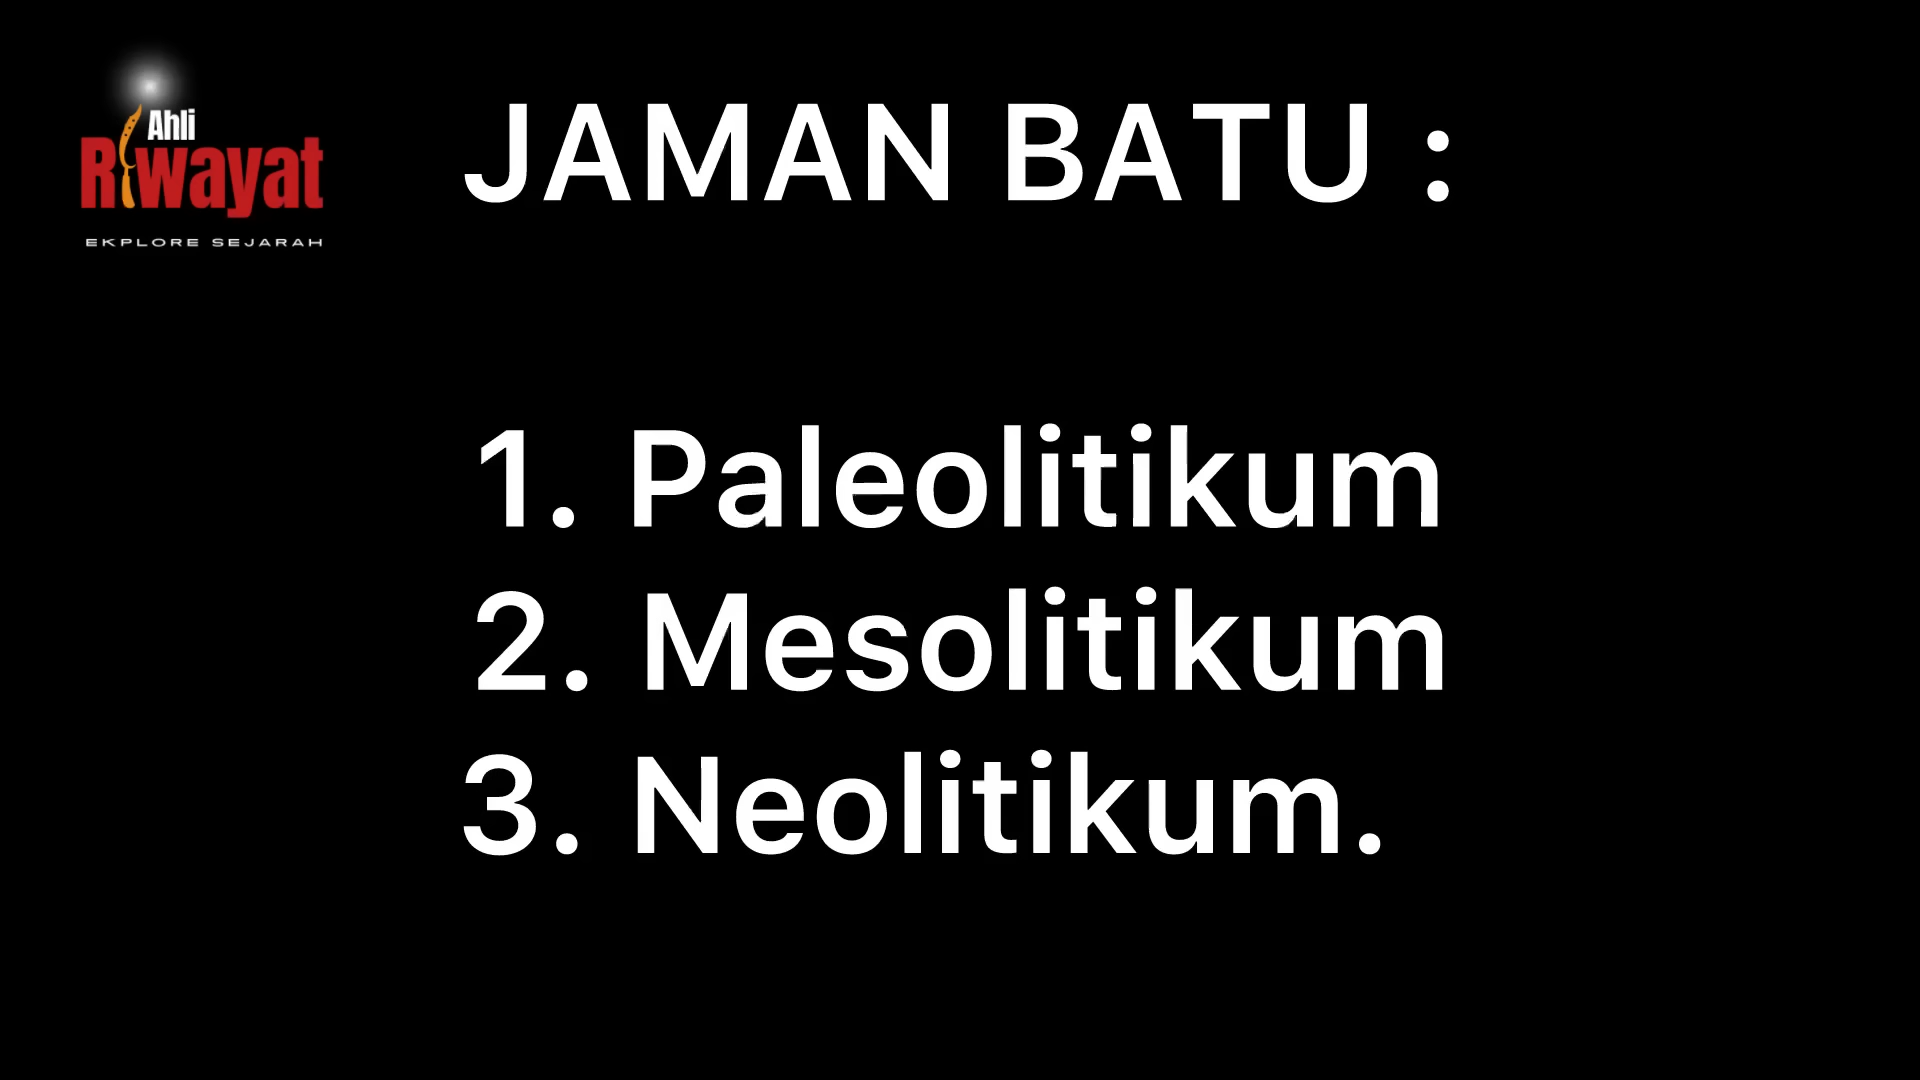 Ahli
Riwayat
EKPLORE SEJARAH
JAMAN BATU :
1. Paleolitikum
2. Mesolitikum
3. Neolitikum.